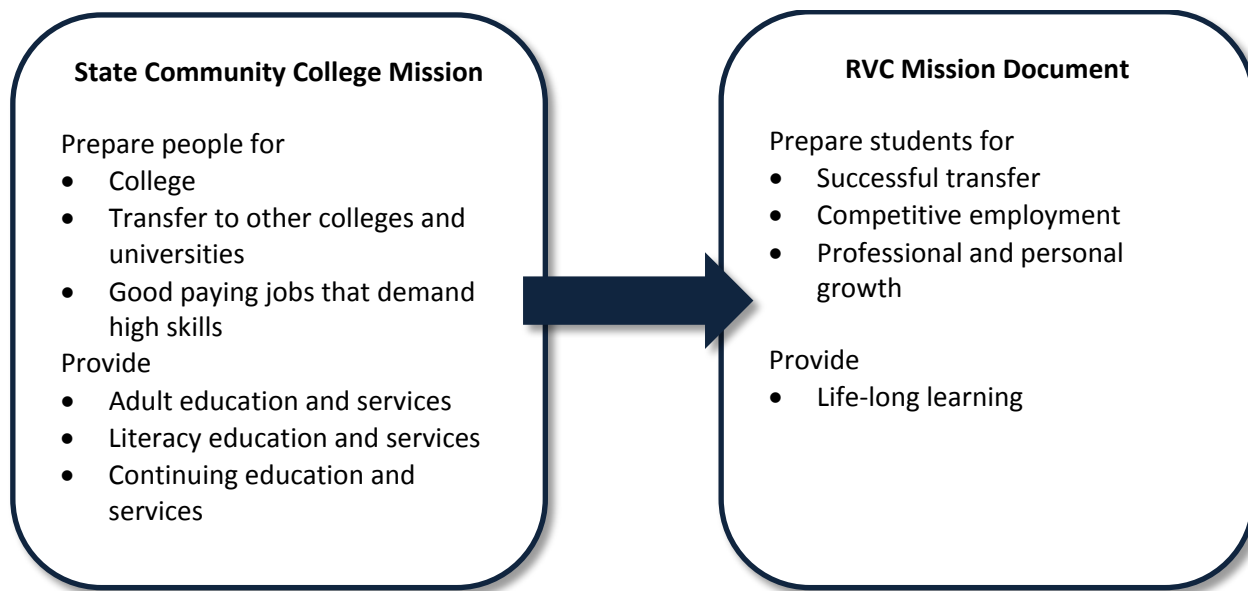 State Community College Mission
Prepare people for
• College
• Transfer to other colleges and
universities
• Good paying jobs that demand
high skills
Provide
• Adult education and services
• Literacy education and services
• Continuing education and
services
RVC Mission Document
Prepare students for
• Successful transfer
• Competitive employment
• Professional and personal
growth
Provide
• Life-long learning